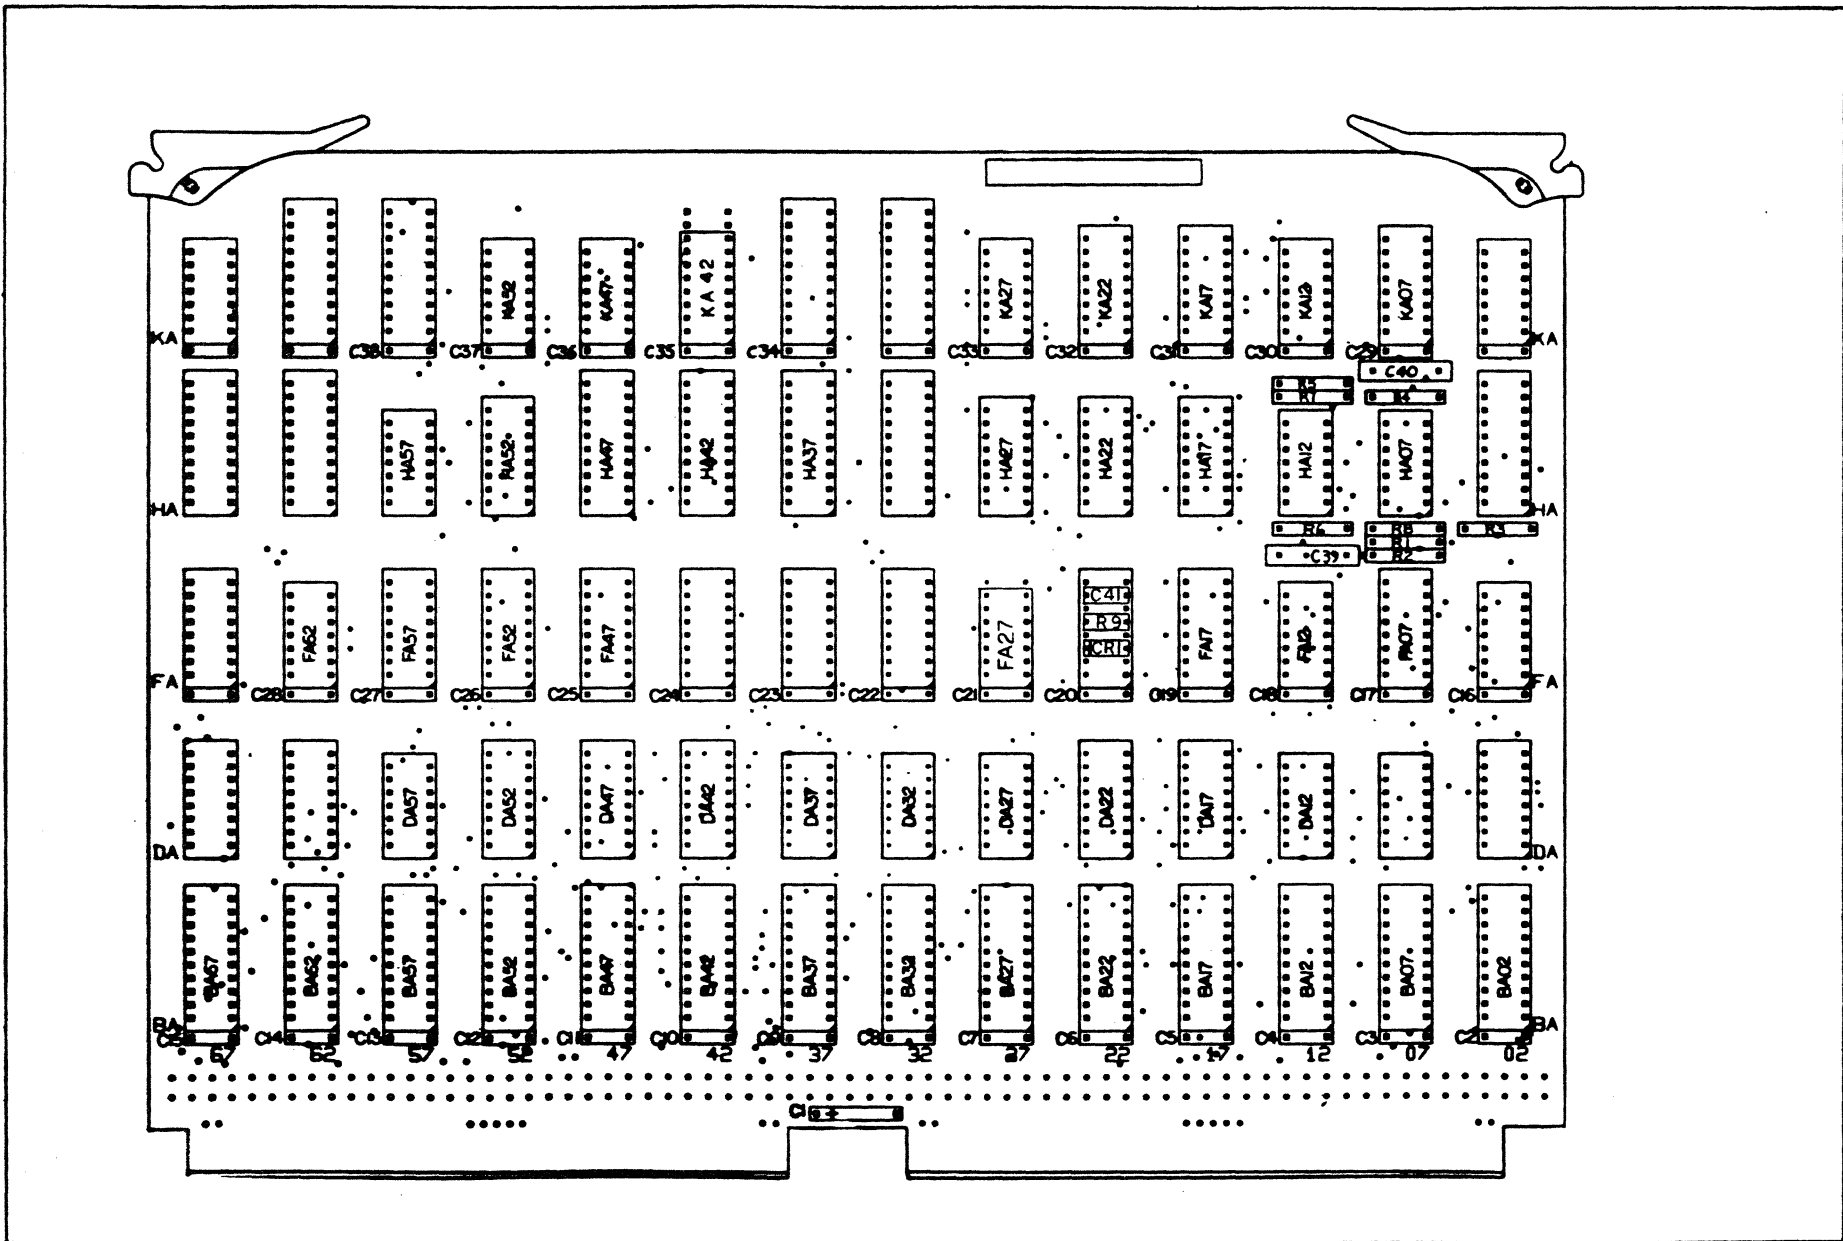 KA52 KA47 KA 42 KA27 KA22 KA17 KA12 KA07
KA KA
C38 C37 C36 C35 C34 C33 C32 C31 C30 C29
C40
R5
R7 R4
HA57 HA52 HA47 HA42 HA37 HA27 HA22 HA17 HA12 HA07
HA HA
R6 R8 R3
R1
C39 R2
C41
R9
CR1
FA62 FA57 FA52 FA47 FA27 FA17 FA12 FA07
FA FA
C28 C27 C26 C25 C24 C23 C22 C21 C20 C19 C18 C17 C16
DA57 DA52 DA47 DA42 DA37 DA32 DA27 DA22 DA17 DA12
DA DA
BA67 BA62 BA57 BA52 BA47 BA42 BA37 BA32 BA27 BA22 BA17 BA12 BA07 BA02
BA BA
C15 C14 C13 C12 C11 C10 C9 C8 C7 C6 C5 C4 C3 C2
67 62 57 52 47 42 37 32 27 22 17 12 07 02
C1 +